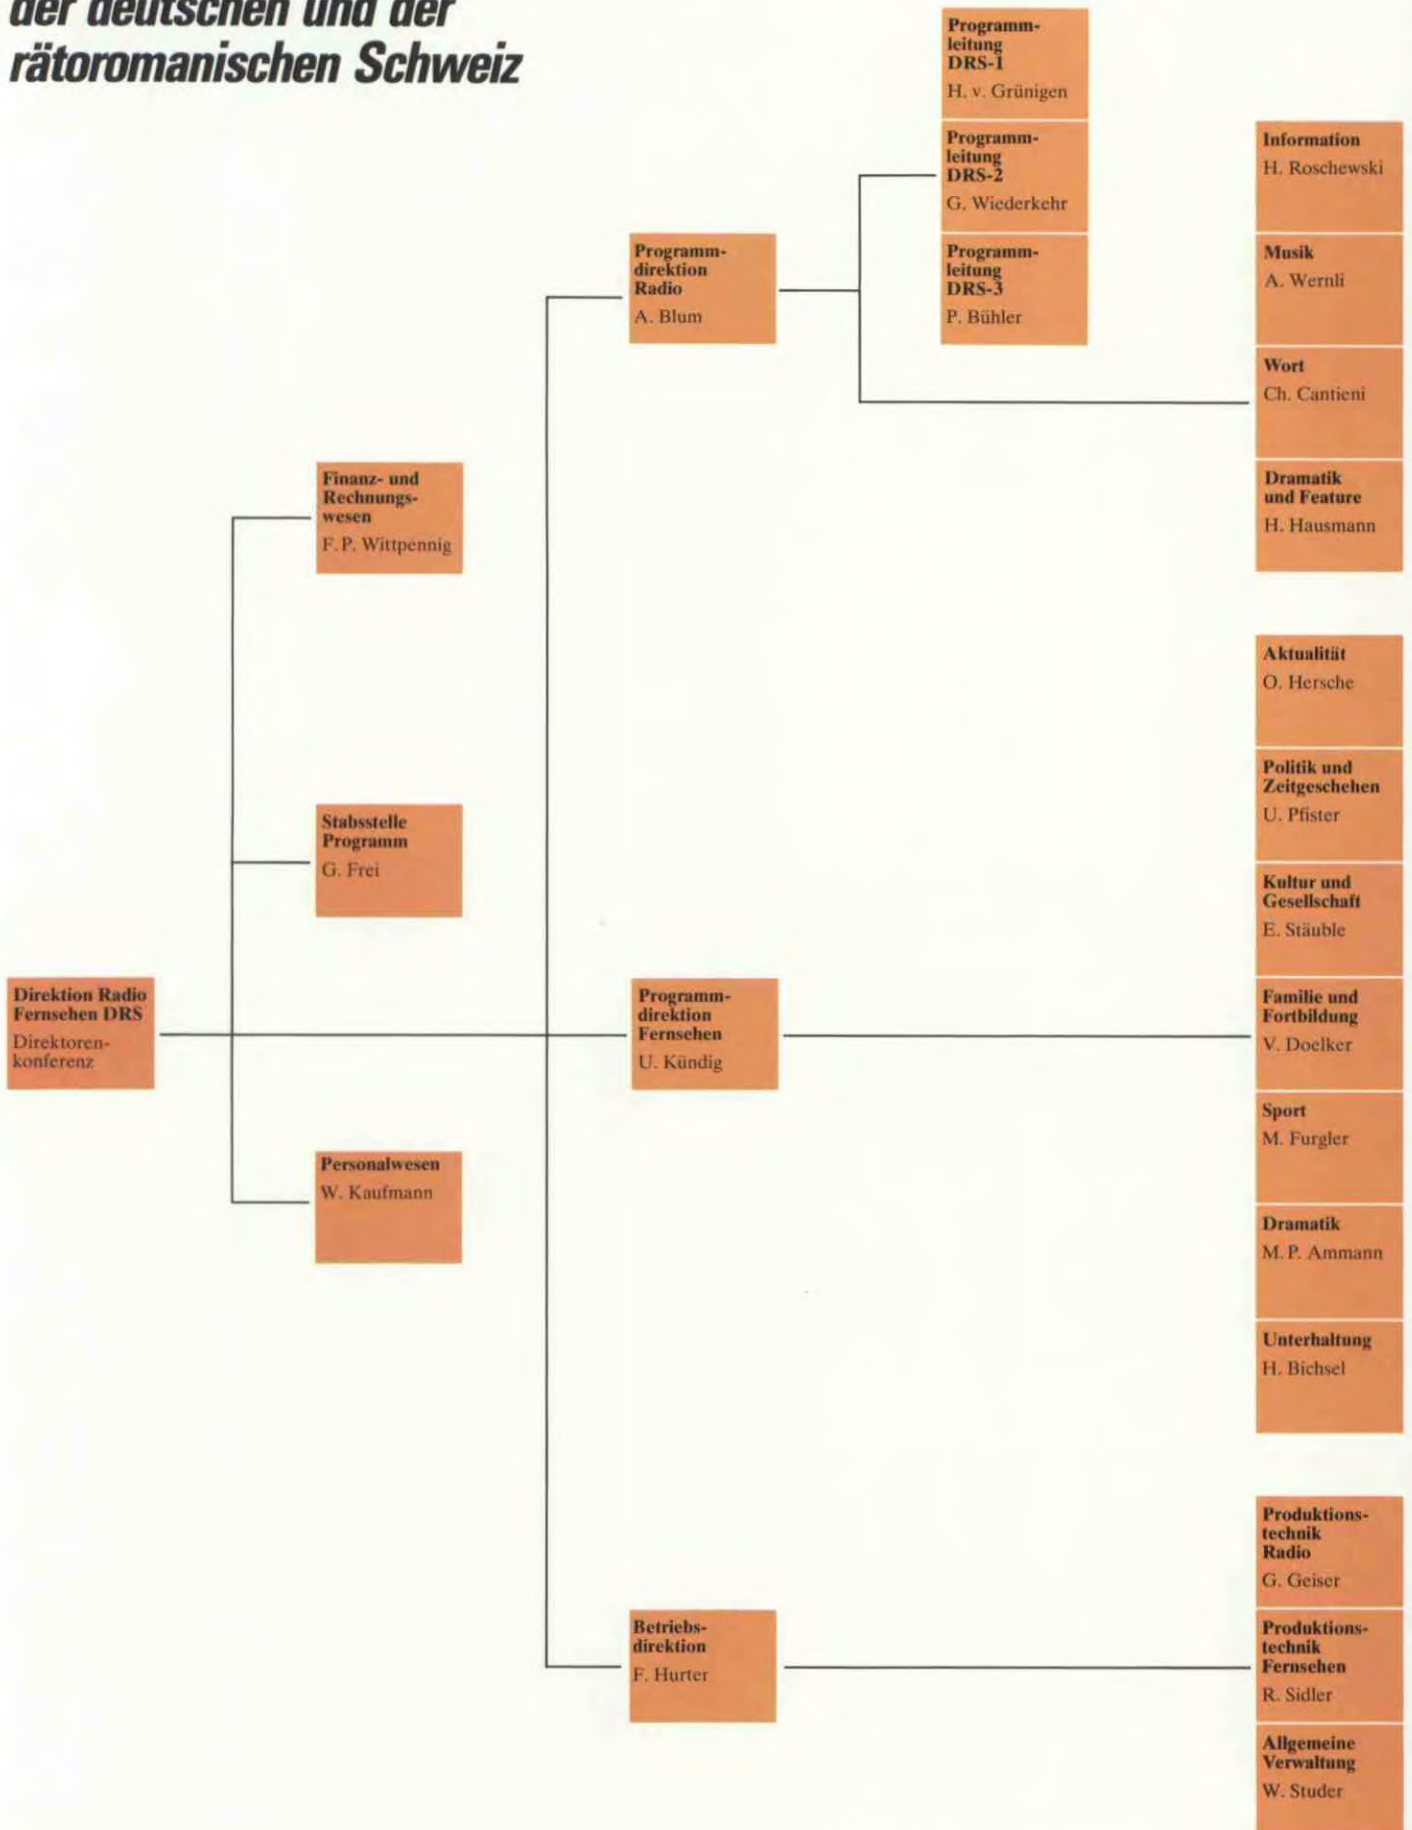 der deutschen und der
rätoromanischen Schweiz
Programm-
leitung
DRS-1
H. v. Grünigen
Programm-
leitung
DRS-2
G. Wiederkehr
Programm-
leitung
DRS-3
P. Bühler
Information
H. Roschewski
Musik
A. Wernli
Wort
Ch. Cantieni
Dramatik
und Feature
H. Hausmann
Programm-
direktion
Radio
A. Blum
Finanz- und
Rechnungs-
wesen
F. P. Wittpennig
Stabsstelle
Programm
G. Frei
Direktion Radio
Fernsehen DRS
Direktoren-
konferenz
Personalwesen
W. Kaufmann
Programm-
direktion
Fernsehen
U. Kündig
Aktualität
O. Hersche
Politik und
Zeitgeschehen
U. Pfister
Kultur und
Gesellschaft
E. Stäuble
Familie und
Fortbildung
V. Doelker
Sport
M. Furgler
Dramatik
M. P. Ammann
Unterhaltung
H. Bichsel
Betriebs-
direktion
F. Hurter
Produktions-
technik
Radio
G. Geiser
Produktions-
technik
Fernsehen
R. Sidler
Allgemeine
Verwaltung
W. Studer